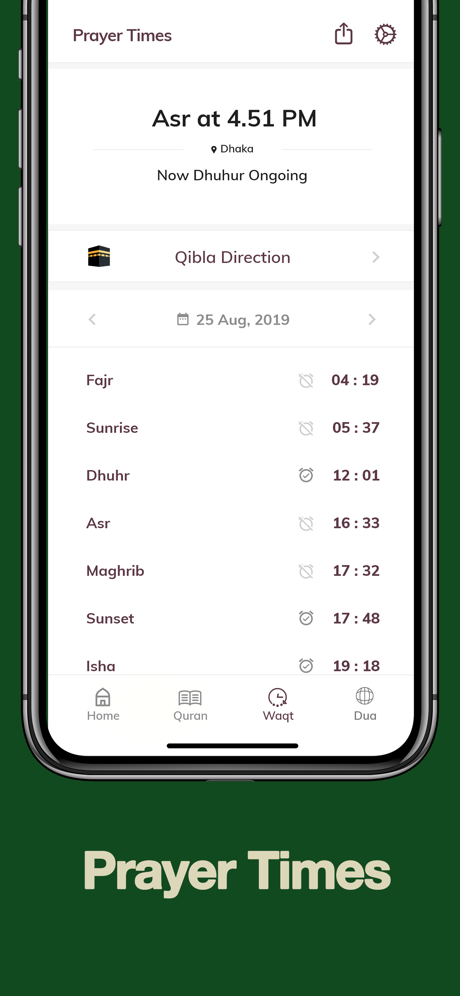 Prayer Times
Asr at 4.51 PM
Dhaka
Now Dhuhur Ongoing
Qibla Direction
25 Aug, 2019
Fajr 04 : 19
Sunrise 05 : 37
Dhuhr 12 : 01
Asr 16 : 33
Maghrib 17 : 32
Sunset 17 : 48
Isha 19 : 18
Home Quran Waqt Dua
Prayer Times